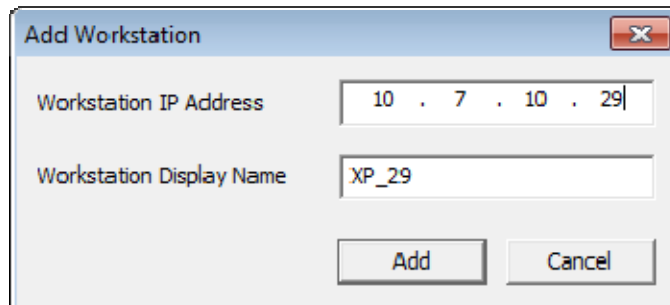 Add Workstation
Workstation IP Address 10 . 7 . 10 . 29
Workstation Display Name XP_29
Add Cancel